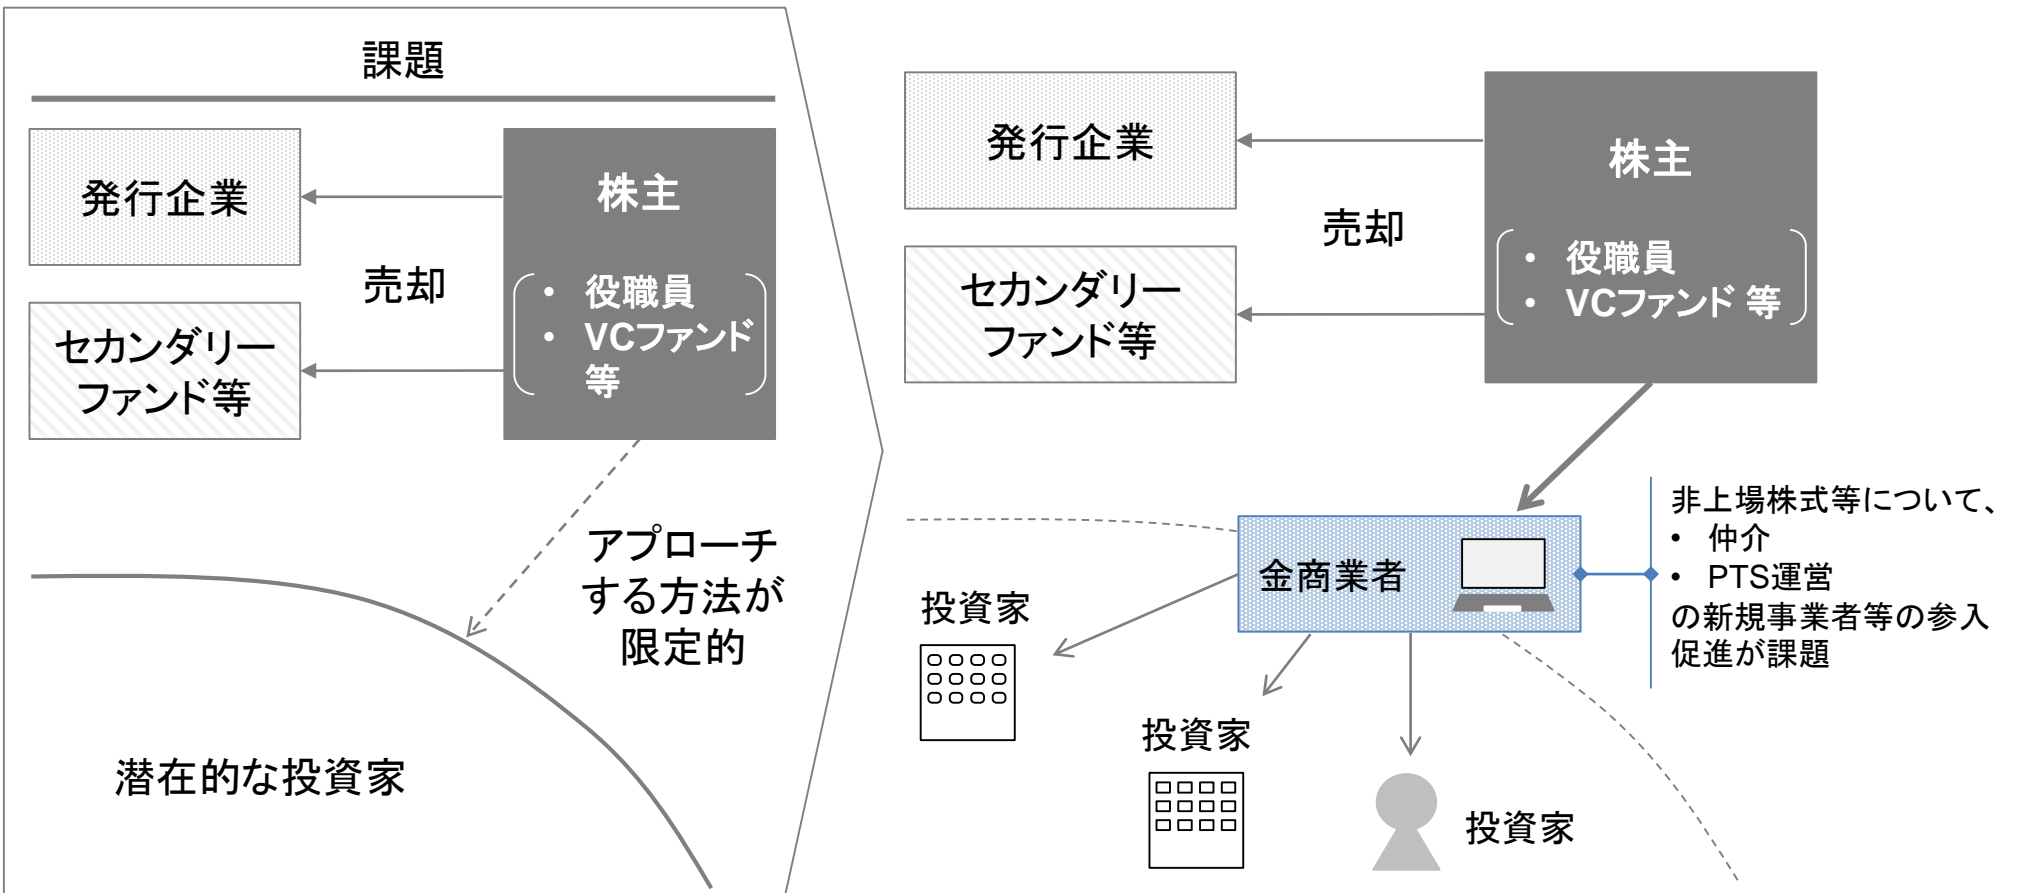 課題
発行企業
株主
売却
• 役職員
• VCファンド
等
セカンダリー
ファンド等
アプローチ
する方法が
限定的
潜在的な投資家
発行企業
株主
売却
• 役職員
• VCファンド 等
セカンダリー
ファンド等
金商業者
非上場株式等について、
• 仲介
• PTS運営
の新規事業者等の参入
促進が課題
投資家
投資家
投資家